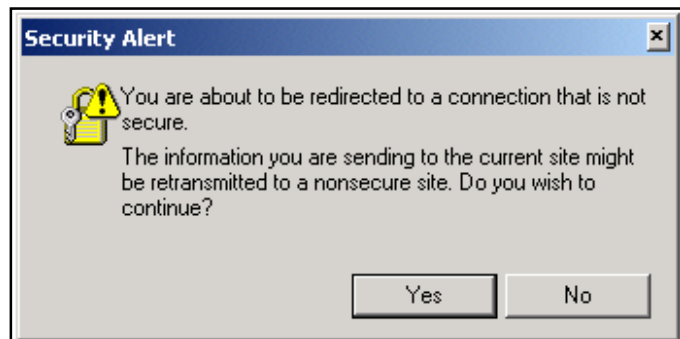 Security Alert
You are about to be redirected to a connection that is not
secure.
The information you are sending to the current site might
be retransmitted to a nonsecure site. Do you wish to
continue?
Yes No